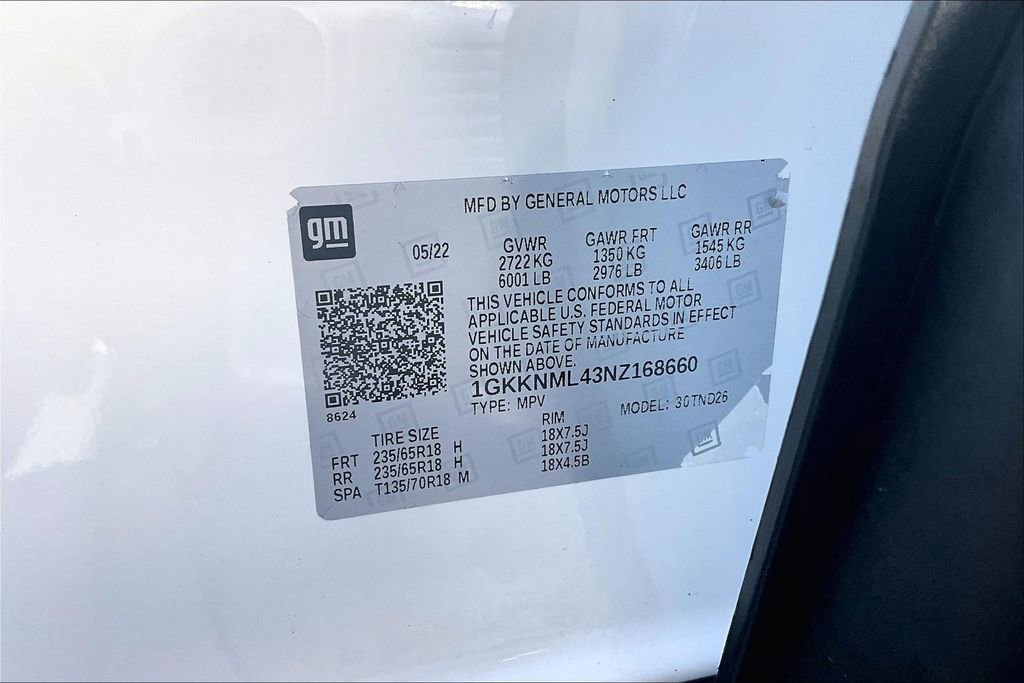 MFD BY GENERAL MOTORS LLC
gm
05/22
GVWR GAWR FRT GAWR RR
2722 KG 1350 KG 1545 KG
6001 LB 2976 LB 3406 LB
THIS VEHICLE CONFORMS TO ALL
APPLICABLE U.S. FEDERAL MOTOR
VEHICLE SAFETY STANDARDS IN EFFECT
ON THE DATE OF MANUFACTURE
SHOWN ABOVE.
1GKKNML43NZ168660
8624
TYPE: MPV MODEL: 30TND26
TIRE SIZE RIM
FRT 235/65R18 H 18X7.5J
RR 235/65R18 H 18X7.5J
SPA T135/70R18 M 18X4.5B